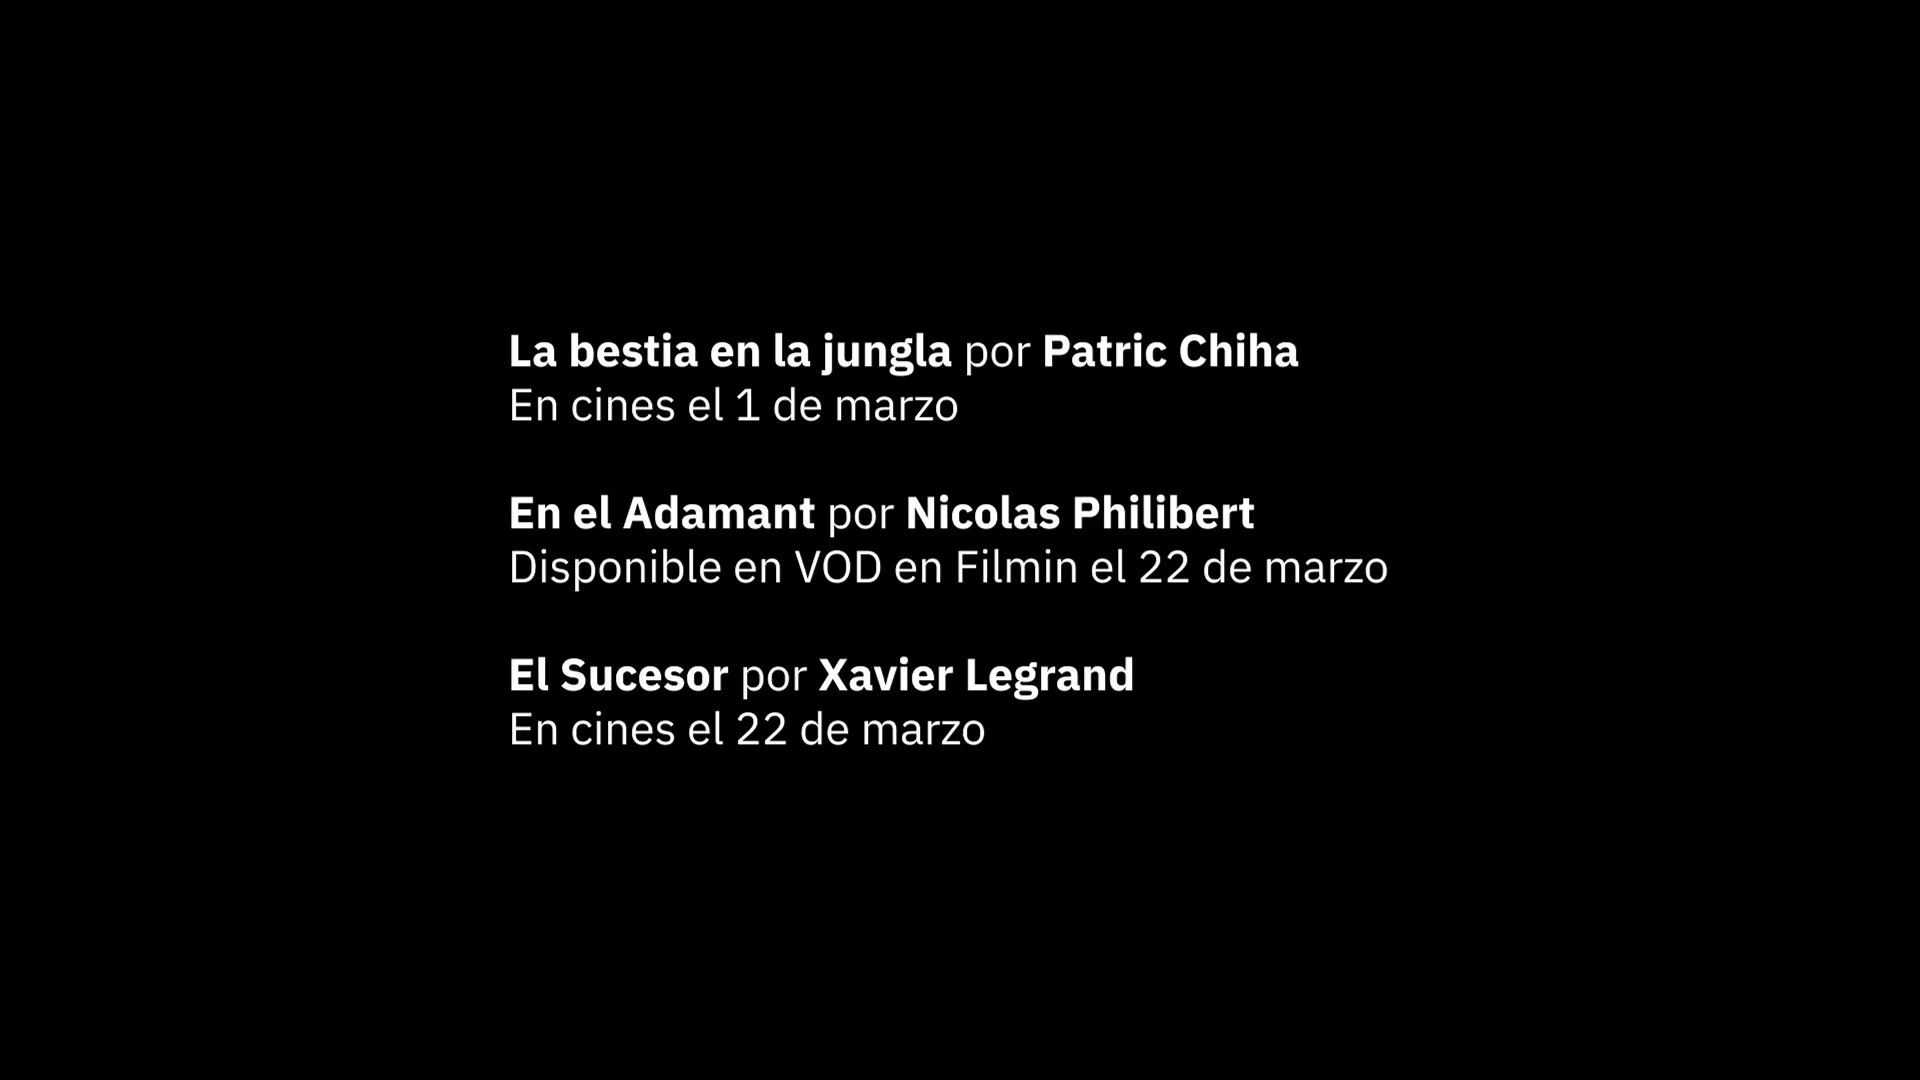 La bestia en la jungla por Patric Chiha
En cines el 1 de marzo
En el Adamant por Nicolas Philibert
Disponible en VOD en Filmin el 22 de marzo
El Sucesor por Xavier Legrand
En cines el 22 de marzo